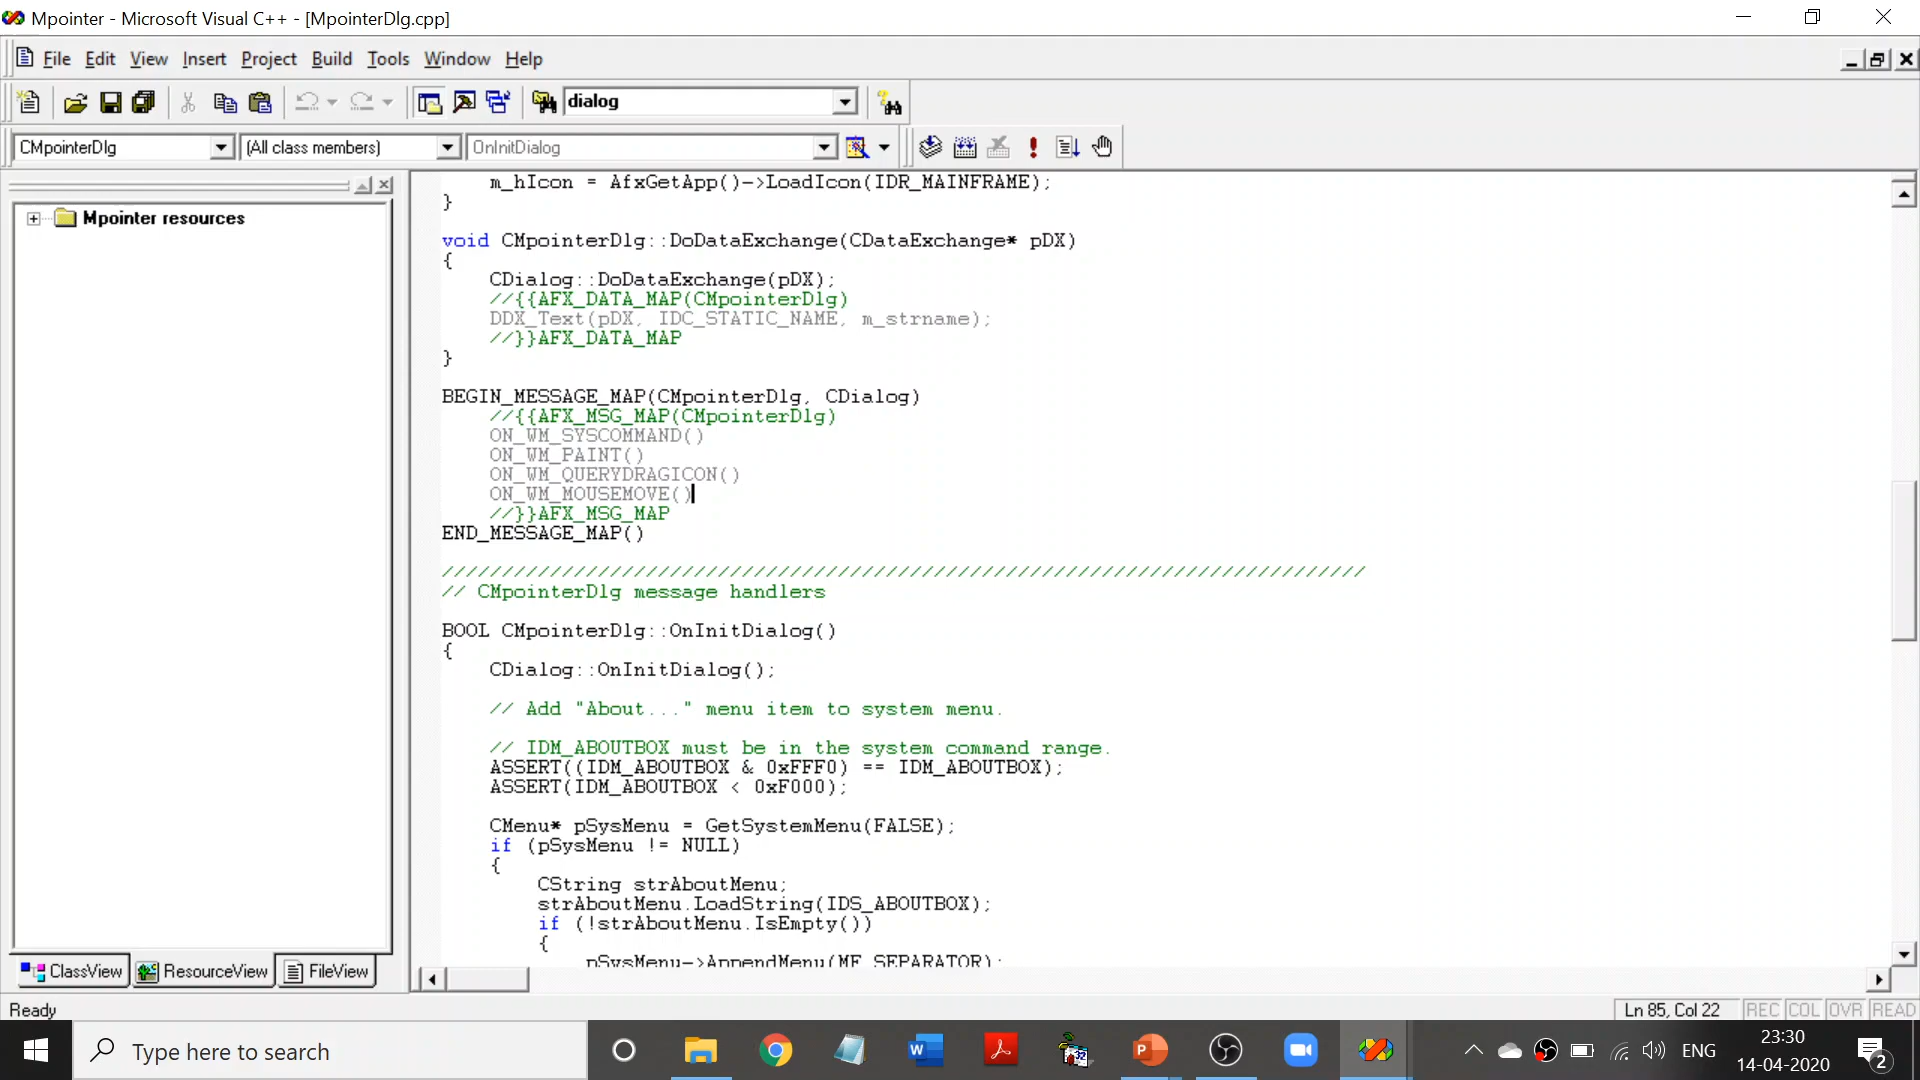 Mpointer - Microsoft Visual C++ - [MpointerDlg.cpp]
File Edit View Insert Project Build Tools Window Help
dialog
CMpointerDlg (All class members) OnInitDialog
Mpointer resources
m_hIcon = AfxGetApp()->LoadIcon(IDR_MAINFRAME);
}
void CMpointerDlg::DoDataExchange(CDataExchange* pDX)
{
CDialog::DoDataExchange(pDX);
//{{AFX_DATA_MAP(CMpointerDlg)
DDX_Text(pDX, IDC_STATIC_NAME, m_strname);
//}}AFX_DATA_MAP
}
BEGIN_MESSAGE_MAP(CMpointerDlg, CDialog)
//{{AFX_MSG_MAP(CMpointerDlg)
ON_WM_SYSCOMMAND()
ON_WM_PAINT()
ON_WM_QUERYDRAGICON()
ON_WM_MOUSEMOVE()
//}}AFX_MSG_MAP
END_MESSAGE_MAP()
/////////////////////////////////////////////////////////////////////////////
// CMpointerDlg message handlers
BOOL CMpointerDlg::OnInitDialog()
{
CDialog::OnInitDialog();
// Add "About..." menu item to system menu.
// IDM_ABOUTBOX must be in the system command range.
ASSERT((IDM_ABOUTBOX & 0xFFF0) == IDM_ABOUTBOX);
ASSERT(IDM_ABOUTBOX < 0xF000);
CMenu* pSysMenu = GetSystemMenu(FALSE);
if (pSysMenu != NULL)
{
CString strAboutMenu;
strAboutMenu.LoadString(IDS_ABOUTBOX);
if (!strAboutMenu.IsEmpty())
{
pSysMenu->AppendMenu(MF_SEPARATOR);
ClassView ResourceView FileView
Ready
Ln 85, Col 22 REC COL OVR READ
Type here to search
ENG
23:30
14-04-2020
2